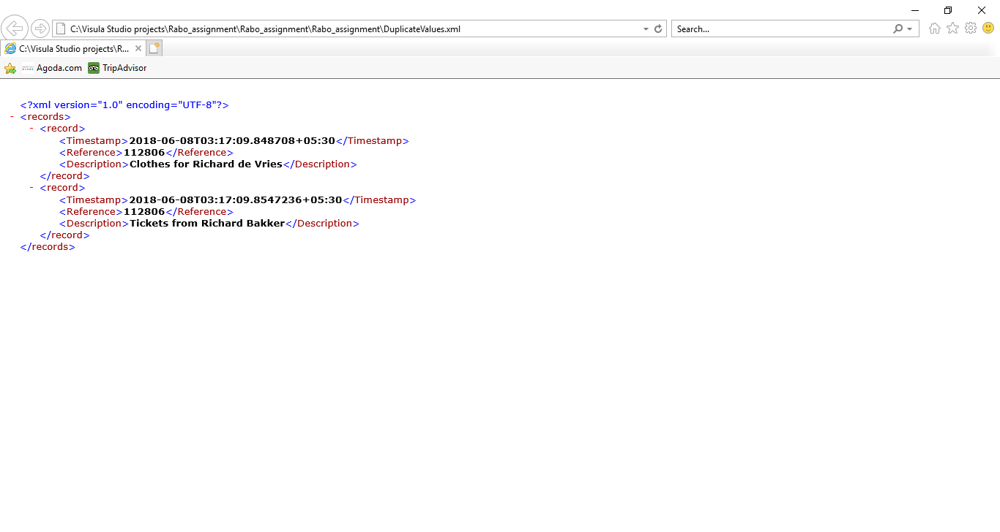 C:\Visula Studio projects\Rabo_assignment\Rabo_assignment\Rabo_assignment\DuplicateValues.xml
Search...
C:\Visula Studio projects\R...
Agoda.com TripAdvisor
<?xml version="1.0" encoding="UTF-8"?>
- <records>
- <record>
<Timestamp>2018-06-08T03:17:09.848708+05:30</Timestamp>
<Reference>112806</Reference>
<Description>Clothes for Richard de Vries</Description>
</record>
- <record>
<Timestamp>2018-06-08T03:17:09.8547236+05:30</Timestamp>
<Reference>112806</Reference>
<Description>Tickets from Richard Bakker</Description>
</record>
</records>